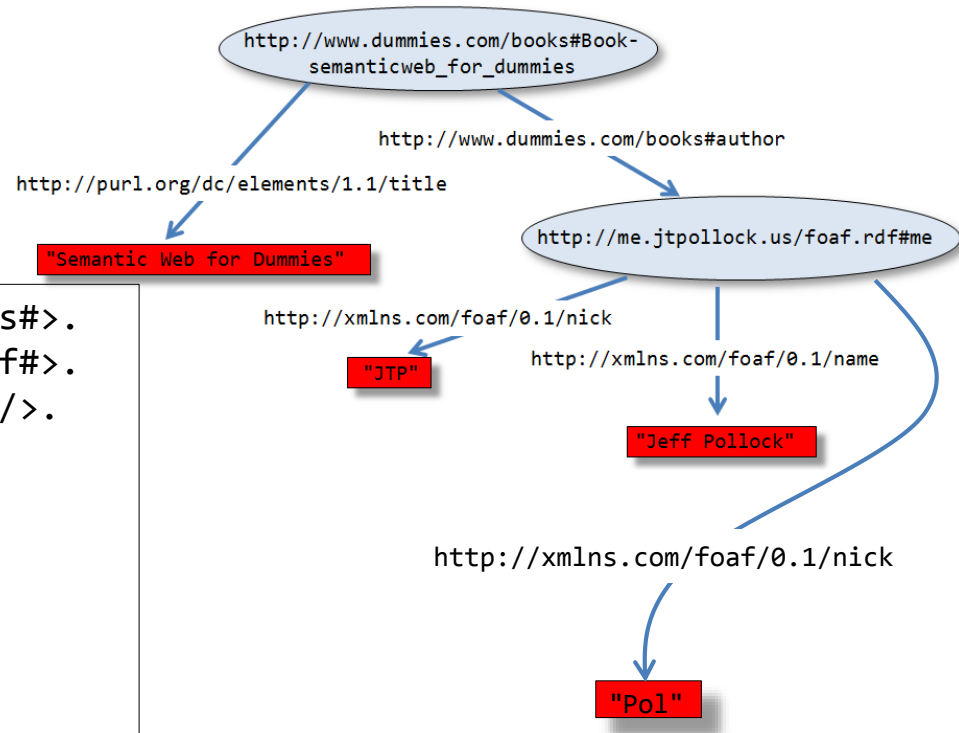 http://www.dummies.com/books#Book-
semanticweb_for_dummies
http://www.dummies.com/books#author
http://purl.org/dc/elements/1.1/title
http://me.jtpollock.us/foaf.rdf#me
"Semantic Web for Dummies"
s#>.
f#>.
/>.
http://xmlns.com/foaf/0.1/nick
http://xmlns.com/foaf/0.1/name
"JTP"
"Jeff Pollock"
http://xmlns.com/foaf/0.1/nick
"Pol"